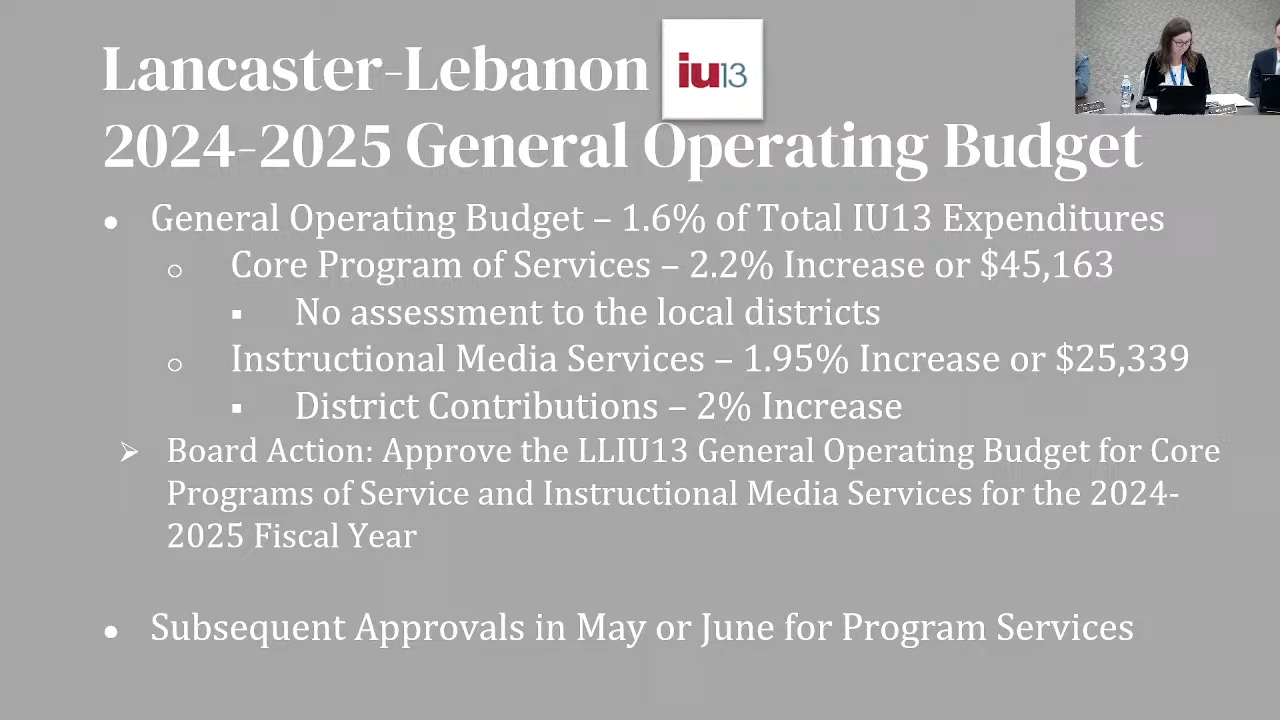 Lancaster-Lebanon iu13
2024-2025 General Operating Budget
● General Operating Budget – 1.6% of Total IU13 Expenditures
○ Core Program of Services – 2.2% Increase or $45,163
▪ No assessment to the local districts
○ Instructional Media Services – 1.95% Increase or $25,339
▪ District Contributions – 2% Increase
➢ Board Action: Approve the LLIU13 General Operating Budget for Core
Programs of Service and Instructional Media Services for the 2024-
2025 Fiscal Year
● Subsequent Approvals in May or June for Program Services